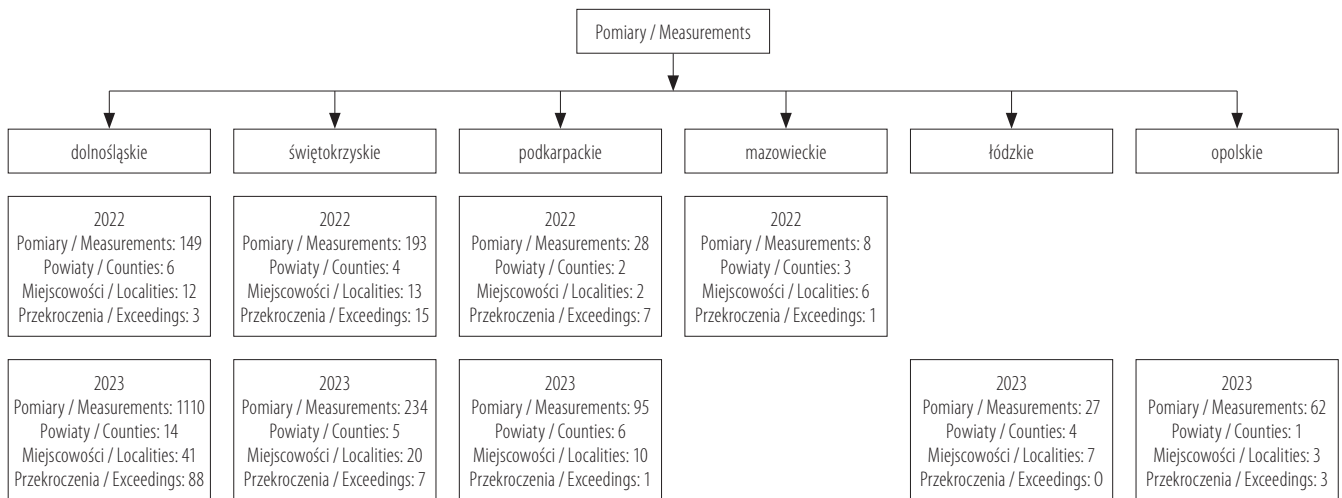 Pomiary / Measurements
dolnośląskie
świętokrzyskie
podkarpackie
mazowieckie
łódzkie
opolskie
2022
Pomiary / Measurements: 149
Powiaty / Counties: 6
Miejscowości / Localities: 12
Przekroczenia / Exceedings: 3
2022
Pomiary / Measurements: 193
Powiaty / Counties: 4
Miejscowości / Localities: 13
Przekroczenia / Exceedings: 15
2022
Pomiary / Measurements: 28
Powiaty / Counties: 2
Miejscowości / Localities: 2
Przekroczenia / Exceedings: 7
2022
Pomiary / Measurements: 8
Powiaty / Counties: 3
Miejscowości / Localities: 6
Przekroczenia / Exceedings: 1
2023
Pomiary / Measurements: 1110
Powiaty / Counties: 14
Miejscowości / Localities: 41
Przekroczenia / Exceedings: 88
2023
Pomiary / Measurements: 234
Powiaty / Counties: 5
Miejscowości / Localities: 20
Przekroczenia / Exceedings: 7
2023
Pomiary / Measurements: 95
Powiaty / Counties: 6
Miejscowości / Localities: 10
Przekroczenia / Exceedings: 1
2023
Pomiary / Measurements: 27
Powiaty / Counties: 4
Miejscowości / Localities: 7
Przekroczenia / Exceedings: 0
2023
Pomiary / Measurements: 62
Powiaty / Counties: 1
Miejscowości / Localities: 3
Przekroczenia / Exceedings: 3